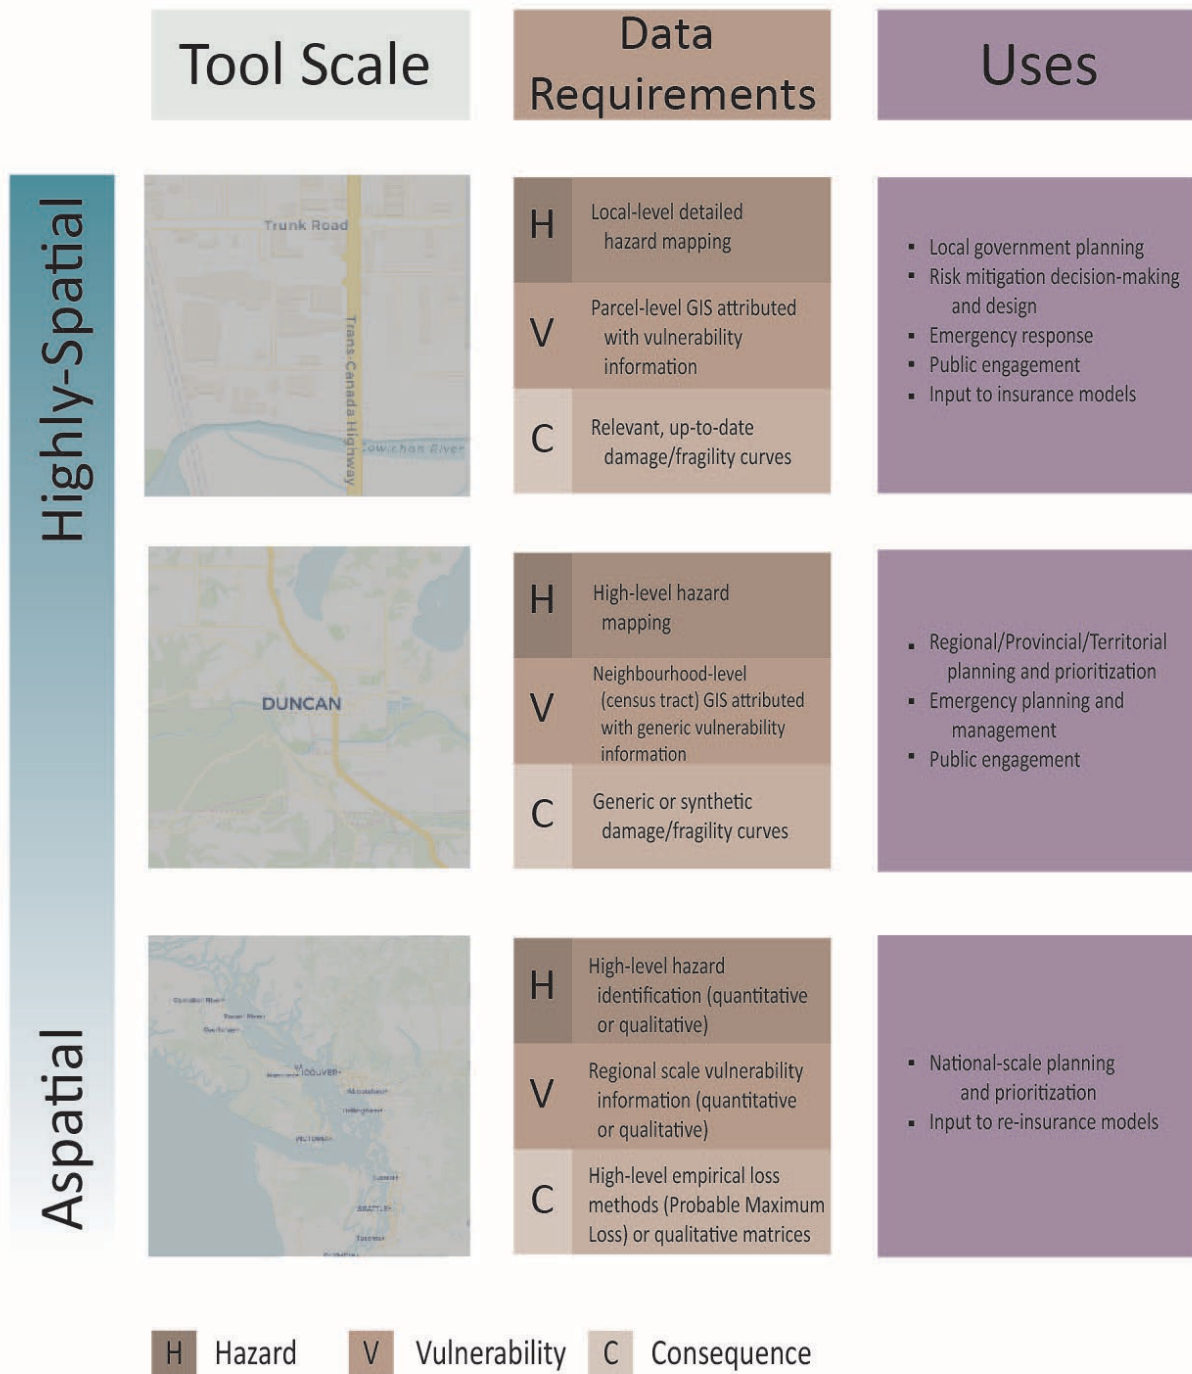 Tool Scale
Data
Requirements
Uses
Highly-Spatial
Aspatial
Trunk Road
Trans-Canada Highway
Cowichan River
H
Local-level detailed
hazard mapping
V
Parcel-level GIS attributed
with vulnerability
information
C
Relevant, up-to-date
damage/fragility curves
▪ Local government planning
▪ Risk mitigation decision-making
and design
▪ Emergency response
▪ Public engagement
▪ Input to insurance models
DUNCAN
H
High-level hazard
mapping
V
Neighbourhood-level
(census tract) GIS attributed
with generic vulnerability
information
C
Generic or synthetic
damage/fragility curves
▪ Regional/Provincial/Territorial
planning and prioritization
▪ Emergency planning and
management
▪ Public engagement
H
High-level hazard
identification (quantitative
or qualitative)
V
Regional scale vulnerability
information (quantitative
or qualitative)
C
High-level empirical loss
methods (Probable Maximum
Loss) or qualitative matrices
▪ National-scale planning
and prioritization
▪ Input to re-insurance models
H Hazard V Vulnerability C Consequence